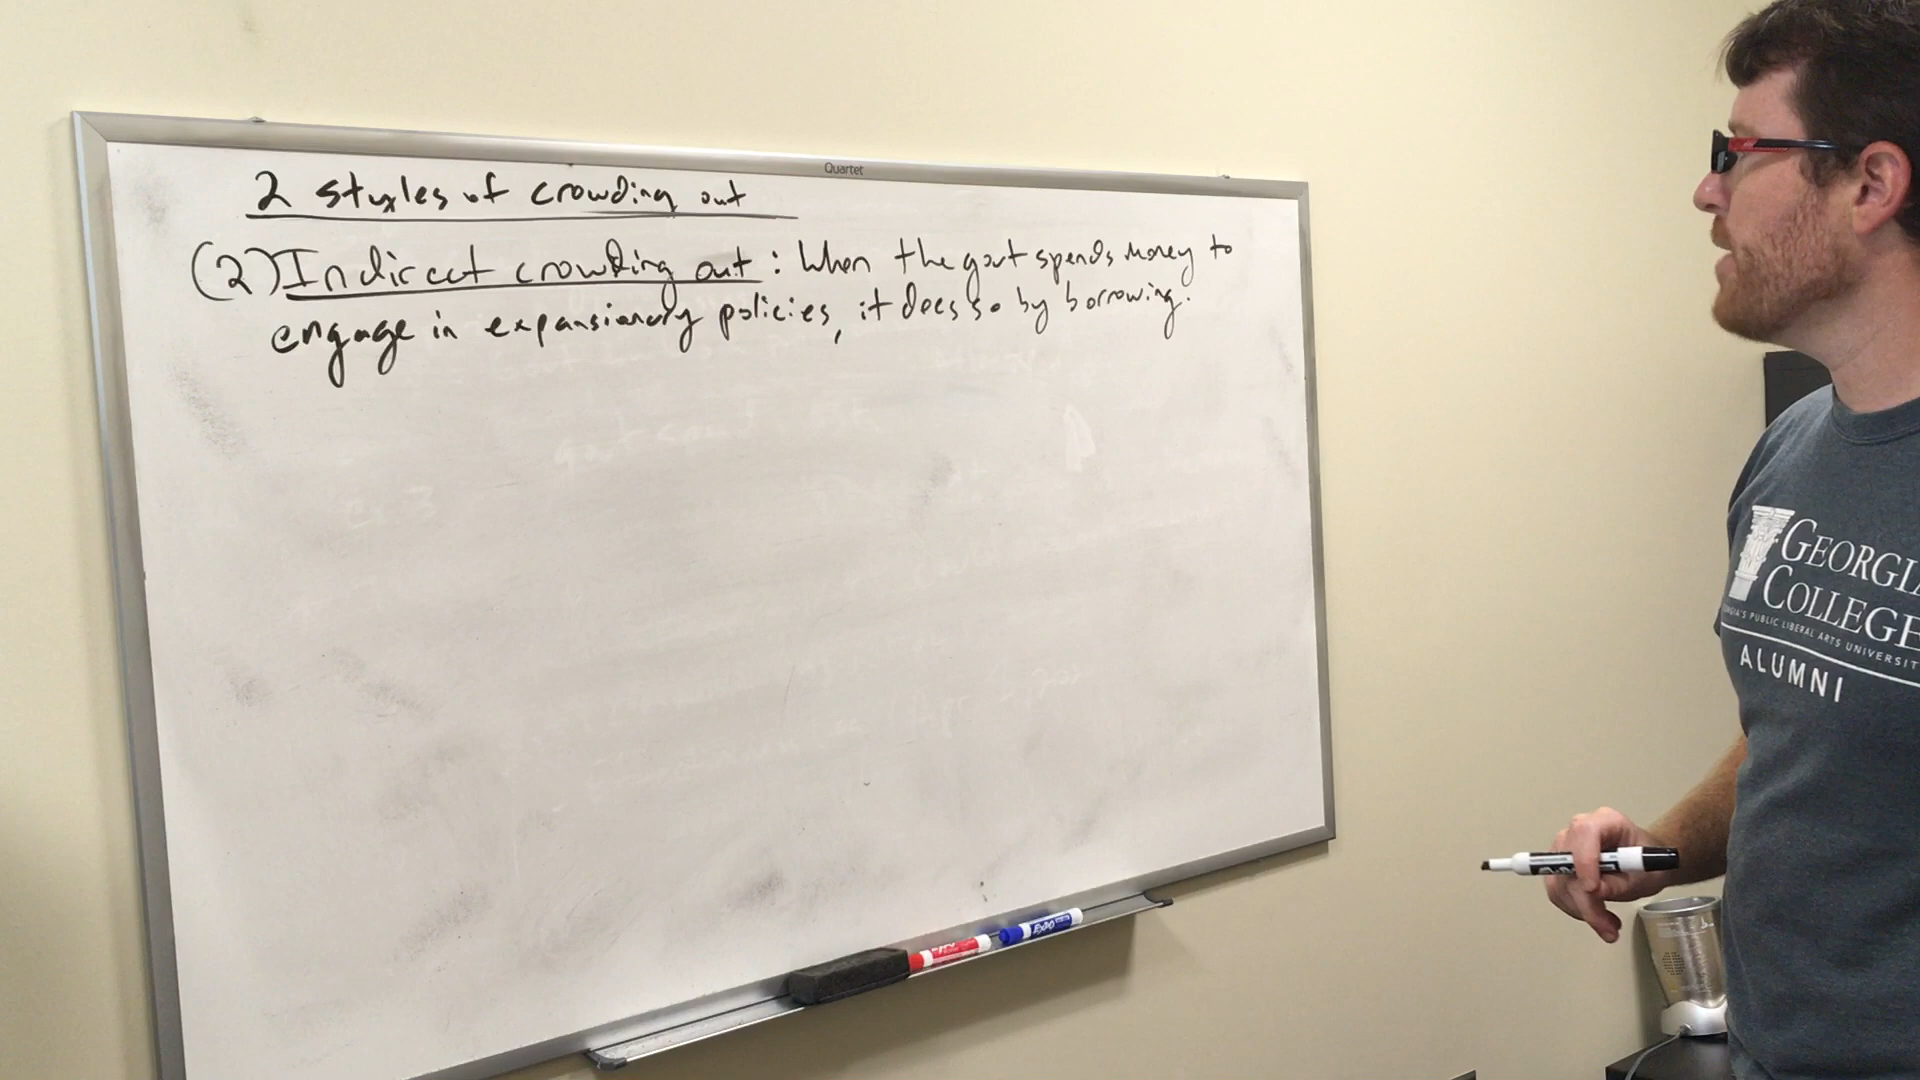 Quartet
2 styles of crowding out
(2) Indirect crowding out: When the govt spends money to
engage in expansionary policies, it does so by borrowing.
EXPO
GEORGIA
COLLEGE
GEORGIA'S PUBLIC LIBERAL ARTS UNIVERSIT
ALUMNI